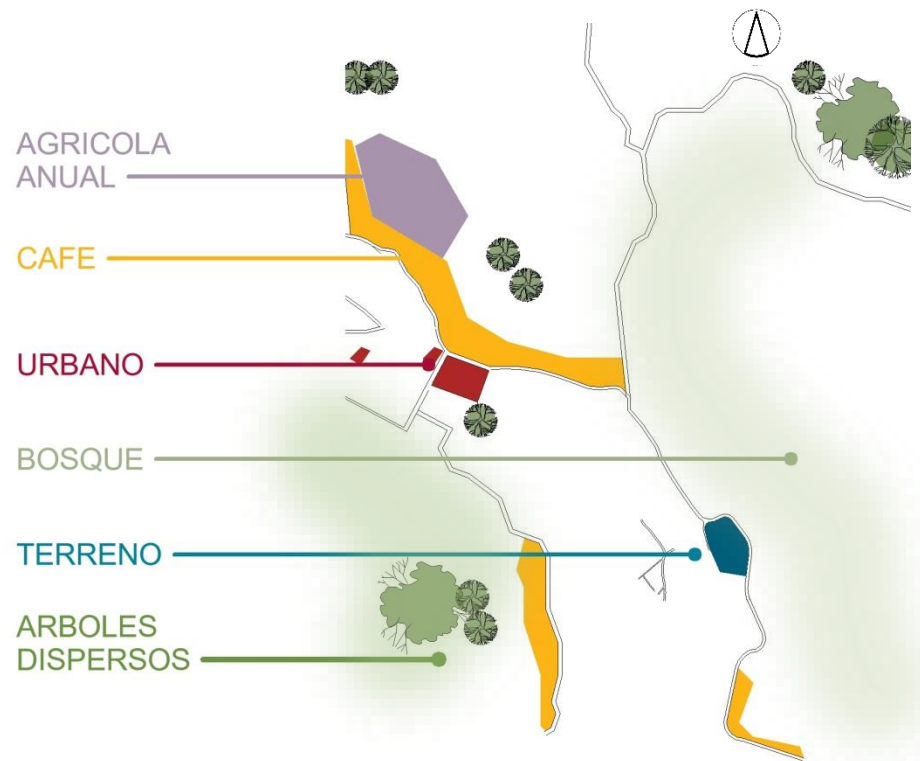 AGRICOLA
ANUAL
CAFE
URBANO
BOSQUE
TERRENO
ARBOLES
DISPERSOS